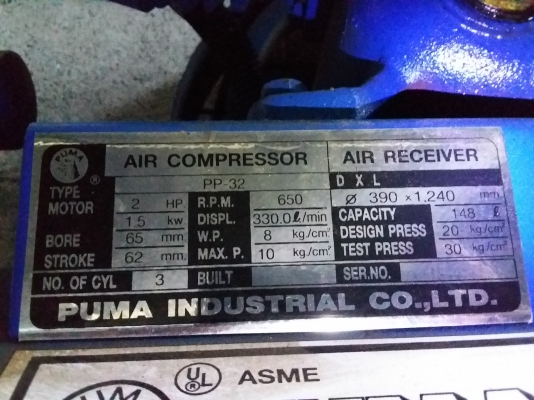 PUMA
®
AIR COMPRESSOR
AIR RECEIVER
TYPE PP-32
D X L
MOTOR 2 HP. R.P.M. 650
Ø 390 x 1.240 mm
1.5 kw DISPL. 330.0ℓ/min
CAPACITY 148 ℓ
BORE 65 mm. W.P. 8 kg/cm²
DESIGN PRESS 20 kg/cm²
STROKE 62 mm. MAX. P. 10 kg/cm²
TEST PRESS 30 kg/cm²
NO. OF CYL 3 BUILT
SER.NO.
PUMA INDUSTRIAL CO.,LTD.
UL ® ASME